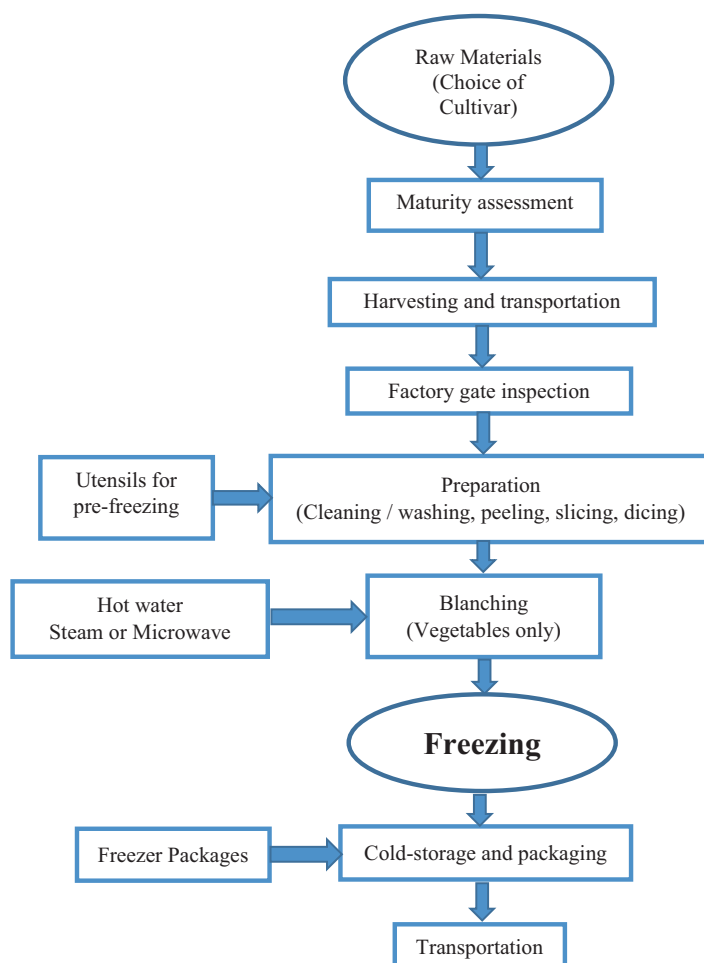 Raw Materials
(Choice of
Cultivar)
Maturity assessment
Harvesting and transportation
Factory gate inspection
Utensils for
pre-freezing
Preparation
(Cleaning / washing, peeling, slicing, dicing)
Hot water
Steam or Microwave
Blanching
(Vegetables only)
Freezing
Freezer Packages
Cold-storage and packaging
Transportation